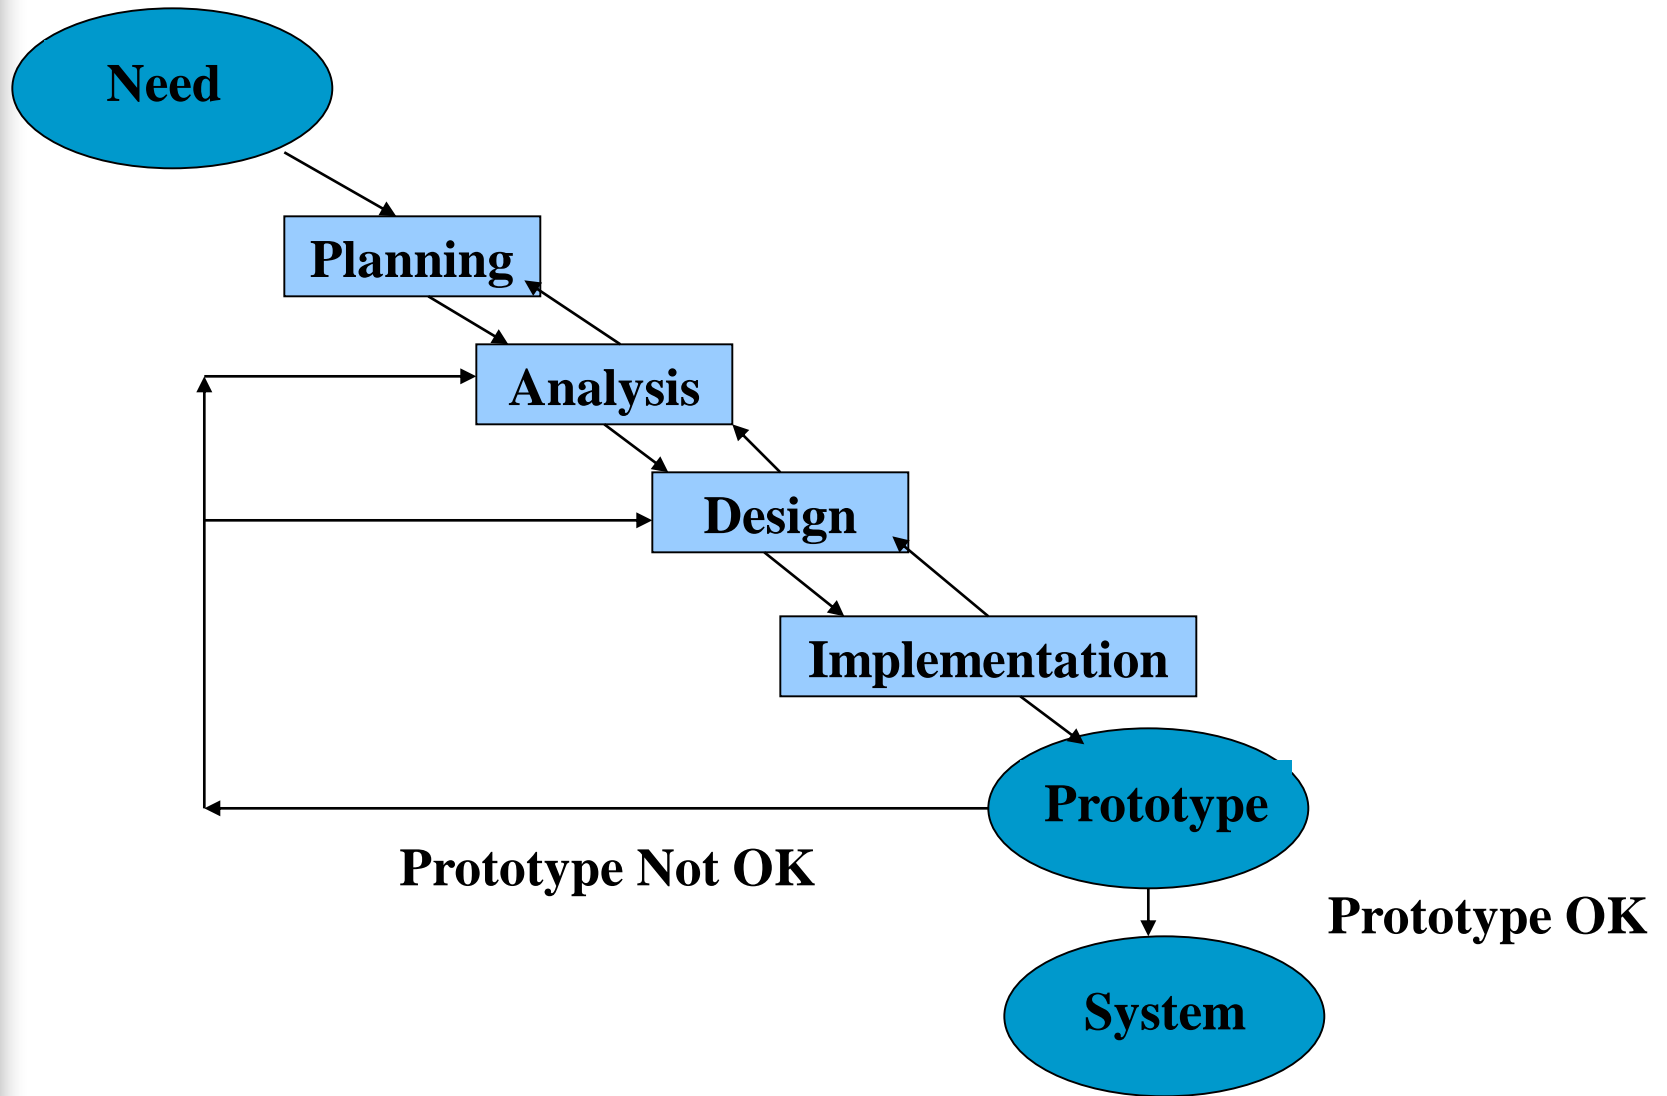 Need
Planning
Analysis
Design
Implementation
Prototype
Prototype Not OK
Prototype OK
System